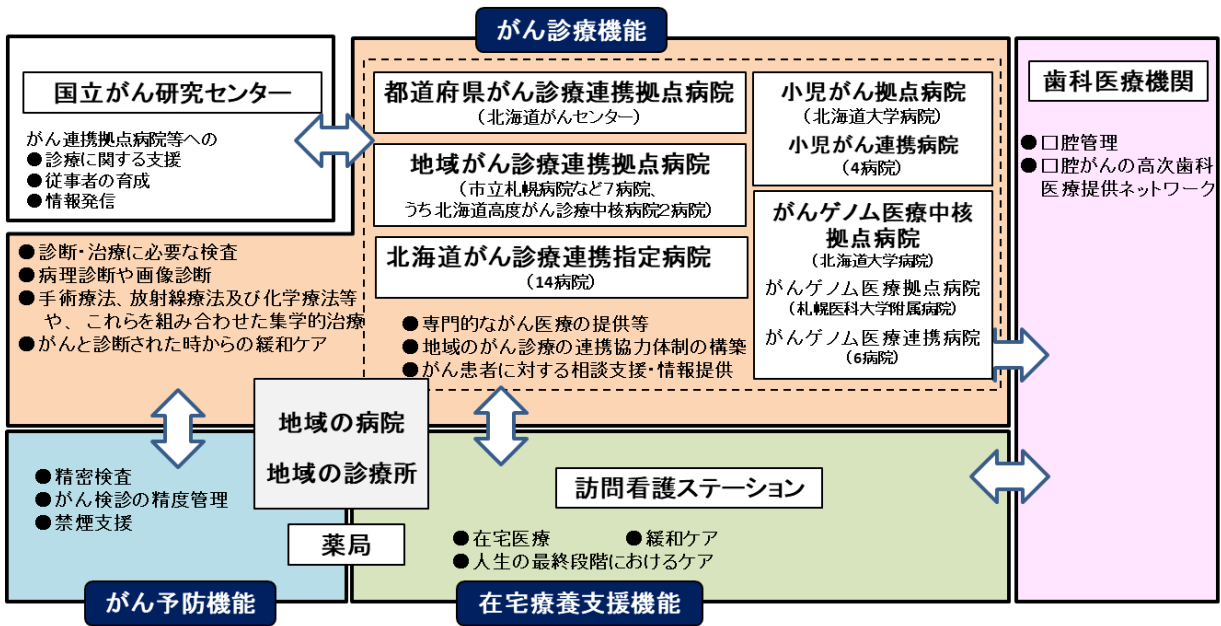 がん診療機能
国立がん研究センター
がん連携拠点病院等への
●診療に関する支援
●従事者の育成
●情報発信
都道府県がん診療連携拠点病院
(北海道がんセンター)
地域がん診療連携拠点病院
(市立札幌病院など7病院、
うち北海道高度がん診療中核病院2病院)
北海道がん診療連携指定病院
(14病院)
●専門的ながん医療の提供等
●地域のがん診療の連携協力体制の構築
●がん患者に対する相談支援・情報提供
小児がん拠点病院
(北海道大学病院)
小児がん連携病院
(4病院)
がんゲノム医療中核
拠点病院
(北海道大学病院)
がんゲノム医療拠点病院
(札幌医科大学附属病院)
がんゲノム医療連携病院
(6病院)
歯科医療機関
●口腔管理
●口腔がんの高次歯科
医療提供ネットワーク
●診断・治療に必要な検査
●病理診断や画像診断
●手術療法、放射線療法及び化学療法等
や、これらを組み合わせた集学的治療
●がんと診断された時からの緩和ケア
地域の病院
地域の診療所
●精密検査
●がん検診の精度管理
●禁煙支援
薬局
訪問看護ステーション
●在宅医療 ●緩和ケア
●人生の最終段階におけるケア
がん予防機能
在宅療養支援機能